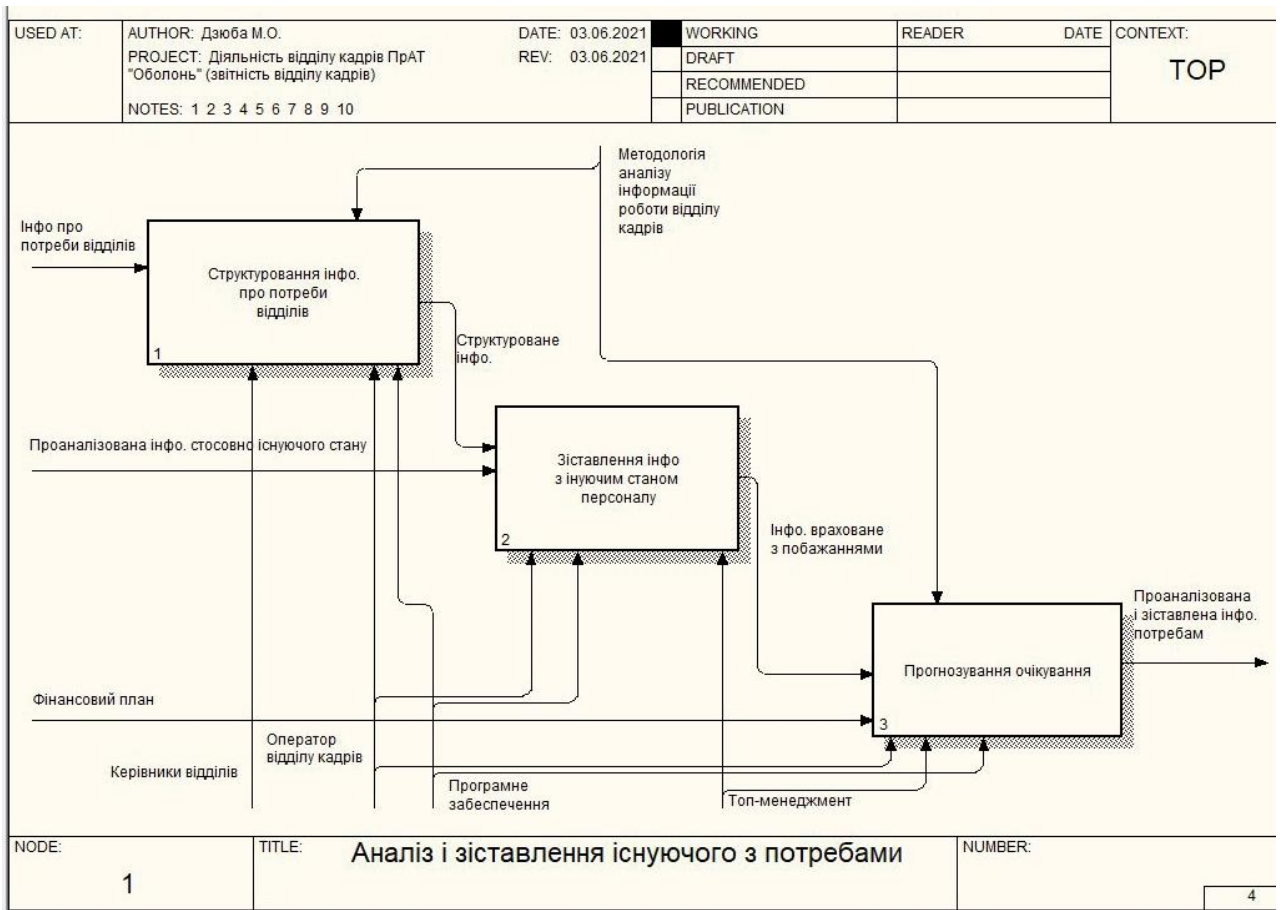 USED AT:
AUTHOR: Дзюба М.О.
DATE: 03.06.2021
PROJECT: Діяльність відділу кадрів ПрАТ
"Оболонь" (звітність відділу кадрів)
REV: 03.06.2021
NOTES: 1 2 3 4 5 6 7 8 9 10
WORKING
DRAFT
RECOMMENDED
PUBLICATION
READER
DATE
CONTEXT:
TOP
Методологія
аналізу
інформації
роботи відділу
кадрів
Інфо про
потреби відділів
Структуровання інфо.
про потреби
відділів
1
Структуроване
інфо.
Проаналізована інфо. стосовно існуючого стану
Зіставлення інфо
з інуючим станом
персоналу
2
Інфо. враховане
з побажаннями
Проаналізована
і зіставлена інфо.
потребам
Прогнозування очікування
3
Фінансовий план
Оператор
відділу кадрів
Керівники відділів
Програмне
забеспечення
Топ-менеджмент
NODE:
1
TITLE:
Аналіз і зіставлення існуючого з потребами
NUMBER:
4